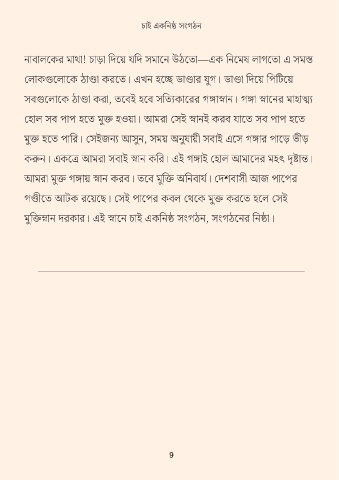 চাই একনিষ্ঠ সংগঠন
নাবালকের মাথা! চাড়া দিয়ে যদি সমানে উঠতো—এক নিমেষ লাগতো এ সমস্ত
লোকগুলোকে ঠাণ্ডা করতে। এখন হচ্ছে ডাণ্ডার যুগ। ডাণ্ডা দিয়ে পিটিয়ে
সবগুলোকে ঠাণ্ডা করা, তবেই হবে সত্যিকারের গঙ্গাস্নান। গঙ্গা স্নানের মাহাত্ম্য
হোল সব পাপ হতে মুক্ত হওয়া। আমরা সেই স্নানই করব যাতে সব পাপ হতে
মুক্ত হতে পারি। সেইজন্য আসুন, সময় অনুযায়ী সবাই এসে গঙ্গার পাড়ে ভীড়
করুন। একত্রে আমরা সবাই স্নান করি। এই গঙ্গাই হোল আমাদের মহৎ দৃষ্টান্ত।
আমরা মুক্ত গঙ্গায় স্নান করব। তবে মুক্তি অনিবার্য। দেশবাসী আজ পাপের
গণ্ডীতে আটক রয়েছে। সেই পাপের কবল থেকে মুক্ত করতে হলে সেই
মুক্তিস্নান দরকার। এই স্নানে চাই একনিষ্ঠ সংগঠন, সংগঠনের নিষ্ঠা।
9